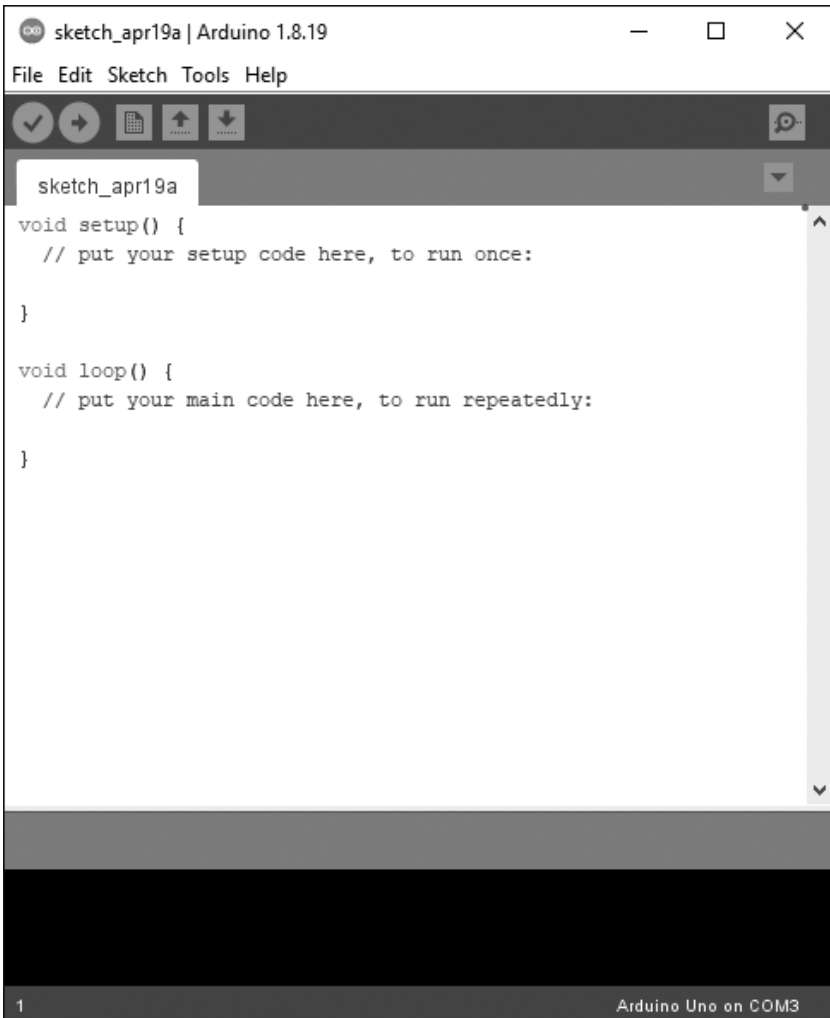 sketch_apr19a | Arduino 1.8.19
File Edit Sketch Tools Help
sketch_apr19a
void setup() {
  // put your setup code here, to run once:
}
void loop() {
  // put your main code here, to run repeatedly:
}
1 Arduino Uno on COM3